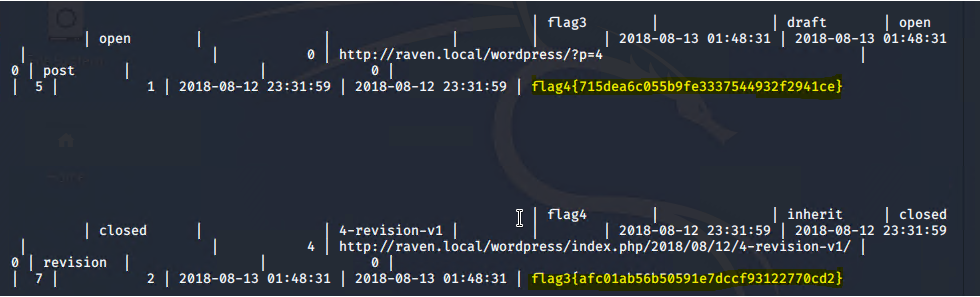 | flag3 | | draft | open
| open | | | | 2018-08-13 01:48:31 | 2018-08-13 01:48:31
| | 0 | http://raven.local/wordpress/?p=4 |
0 | post | | 0 |
| 5 | 1 | 2018-08-12 23:31:59 | 2018-08-12 23:31:59 | flag4{715dea6c055b9fe3337544932f2941ce}
| flag4 | | inherit | closed
| closed | | 4-revision-v1 | | 2018-08-12 23:31:59 | 2018-08-12 23:31:59
| | 4 | http://raven.local/wordpress/index.php/2018/08/12/4-revision-v1/ |
0 | revision | | 0 |
| 7 | 2 | 2018-08-13 01:48:31 | 2018-08-13 01:48:31 | flag3{afc01ab56b50591e7dccf93122770cd2}